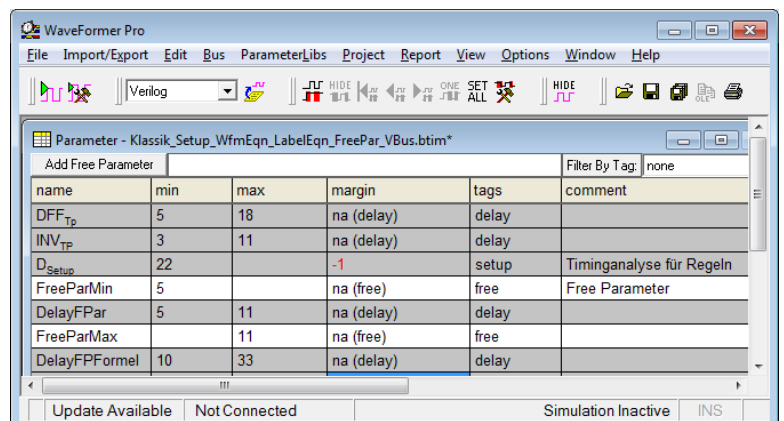 WaveFormer Pro
File Import/Export Edit Bus ParameterLibs Project Report View Options Window Help
Verilog HIDE ONE SET ALL HIDE OLE
Parameter - Klassik_Setup_WfmEqn_LabelEqn_FreePar_VBus.btim*
Add Free Parameter Filter By Tag: none
name min max margin tags comment
DFF_Tp 5 18 na (delay) delay
INV_TP 3 11 na (delay) delay
D_Setup 22 -1 setup Timinganalyse für Regeln
FreeParMin 5 na (free) free Free Parameter
DelayFPar 5 11 na (delay) delay
FreeParMax 11 na (free) free
DelayFPFormel 10 33 na (delay) delay
Update Available Not Connected Simulation Inactive INS